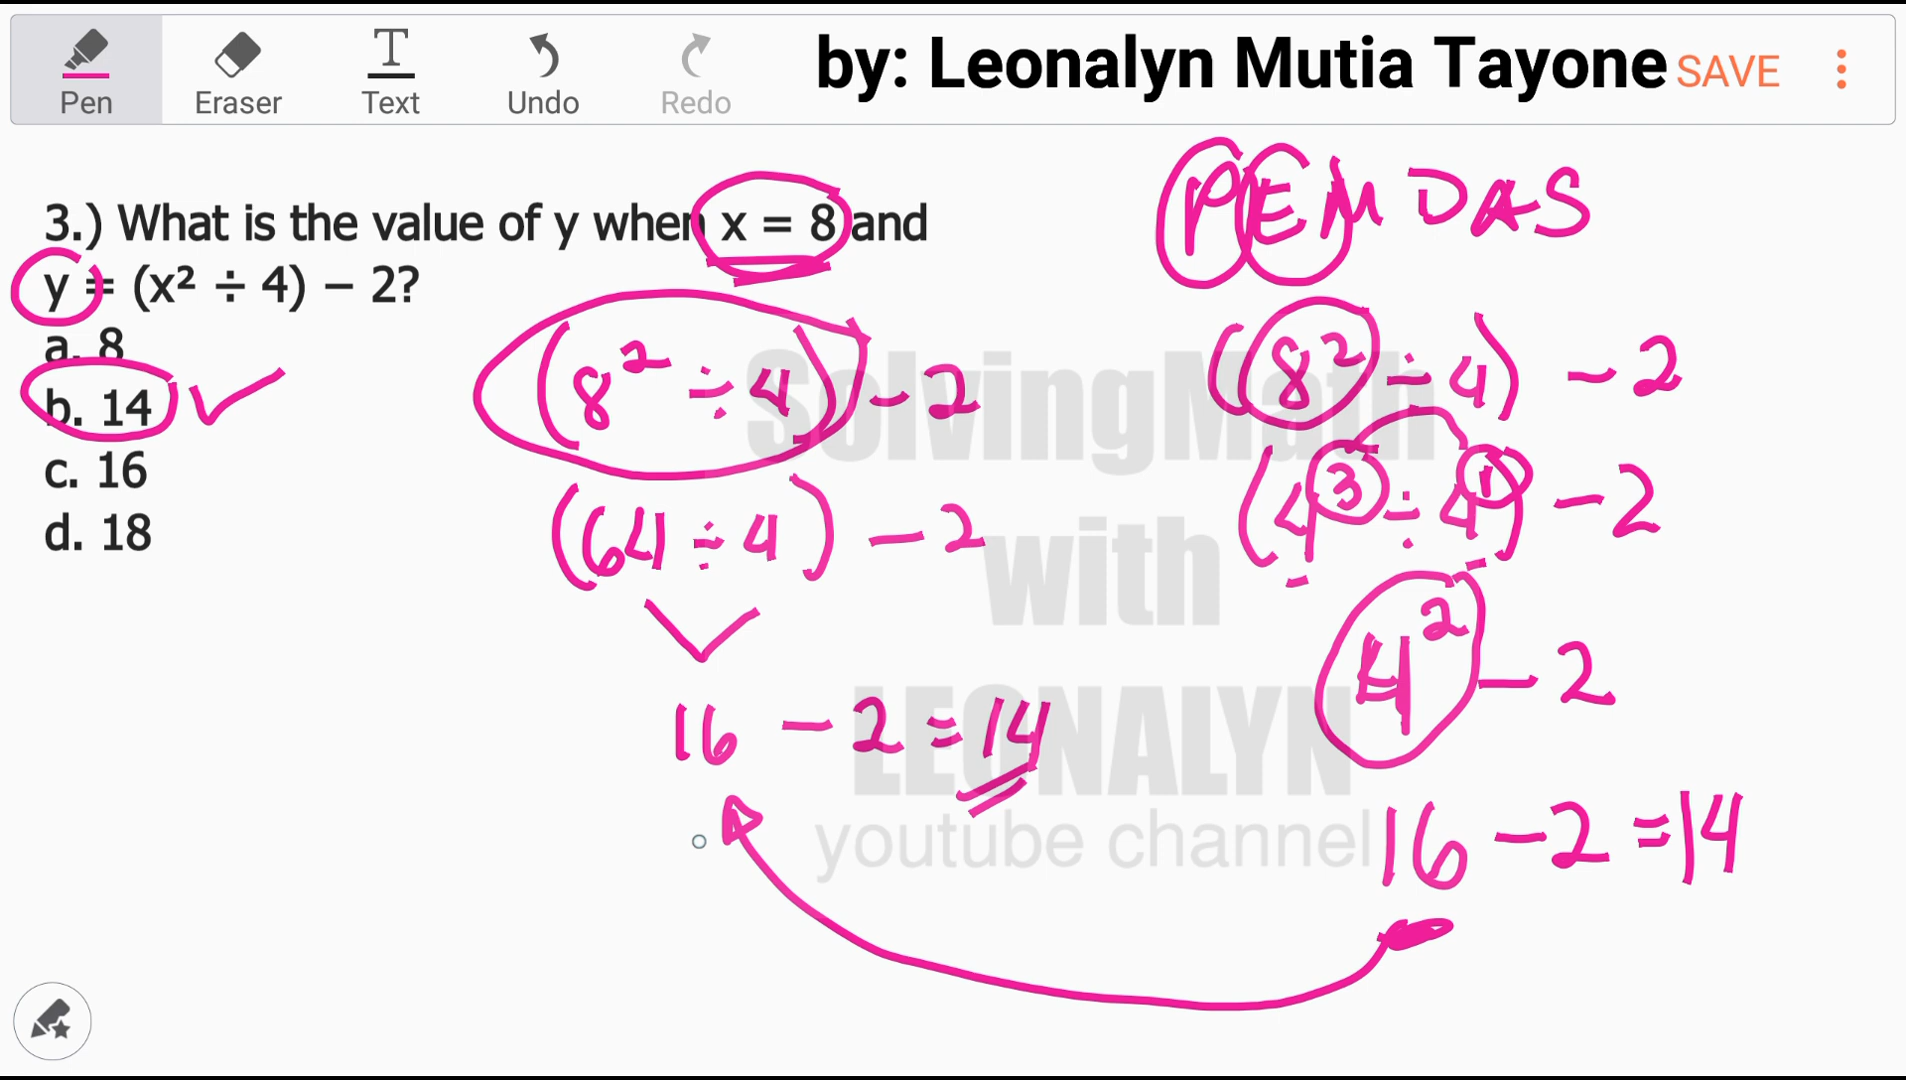 Pen Eraser Text Undo Redo by: Leonalyn Mutia Tayone SAVE
PEMDAS
3.) What is the value of y when x = 8 and
y = (x² ÷ 4) – 2?
a. 8
b. 14 ✓
c. 16
d. 18
(8² ÷ 4) – 2
(64 ÷ 4) – 2
16 – 2 = 14
(8² ÷ 4) – 2
(4³ ÷ 4¹) – 2
4² – 2
16 – 2 = 14
SolvingMath
with
LEONALYN
youtube channel